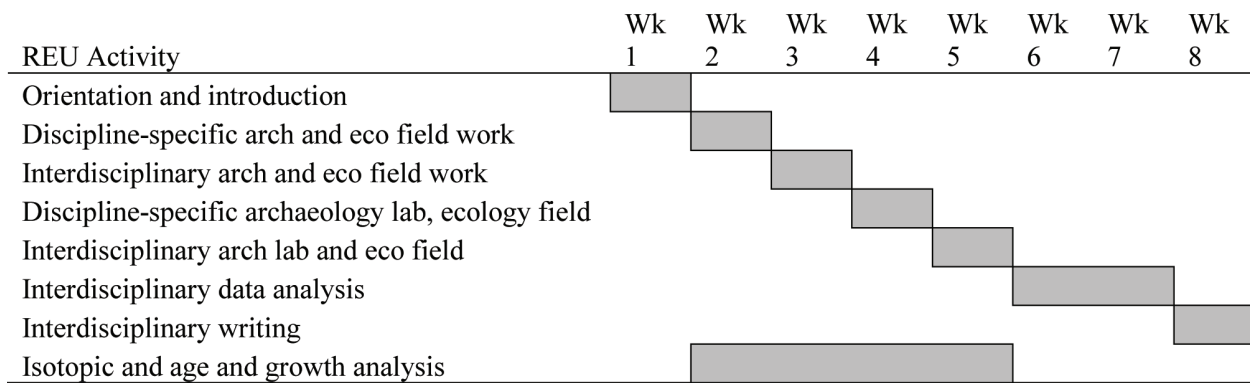 Wk Wk Wk Wk Wk Wk Wk Wk
REU Activity 1 2 3 4 5 6 7 8
Orientation and introduction
Discipline-specific arch and eco field work
Interdisciplinary arch and eco field work
Discipline-specific archaeology lab, ecology field
Interdisciplinary arch lab and eco field
Interdisciplinary data analysis
Interdisciplinary writing
Isotopic and age and growth analysis